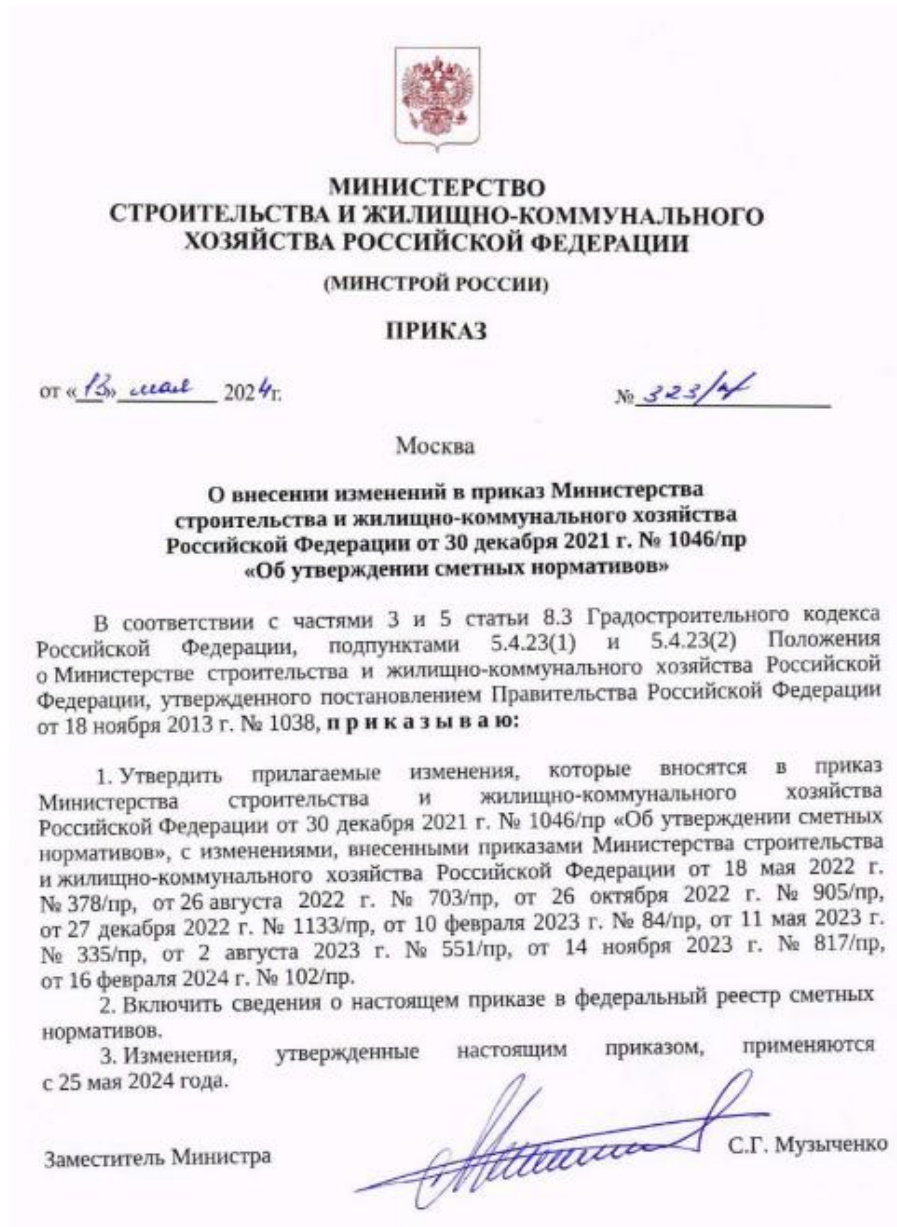 МИНИСТЕРСТВО
СТРОИТЕЛЬСТВА И ЖИЛИЩНО-КОММУНАЛЬНОГО
ХОЗЯЙСТВА РОССИЙСКОЙ ФЕДЕРАЦИИ
(МИНСТРОЙ РОССИИ)
ПРИКАЗ
от «13» мая 2024г. № 323/пр
Москва
О внесении изменений в приказ Министерства
строительства и жилищно-коммунального хозяйства
Российской Федерации от 30 декабря 2021 г. № 1046/пр
«Об утверждении сметных нормативов»
В соответствии с частями 3 и 5 статьи 8.3 Градостроительного кодекса
Российской Федерации, подпунктами 5.4.23(1) и 5.4.23(2) Положения
о Министерстве строительства и жилищно-коммунального хозяйства Российской
Федерации, утвержденного постановлением Правительства Российской Федерации
от 18 ноября 2013 г. № 1038, п р и к а з ы в а ю:
1. Утвердить прилагаемые изменения, которые вносятся в приказ
Министерства строительства и жилищно-коммунального хозяйства
Российской Федерации от 30 декабря 2021 г. № 1046/пр «Об утверждении сметных
нормативов», с изменениями, внесенными приказами Министерства строительства
и жилищно-коммунального хозяйства Российской Федерации от 18 мая 2022 г.
№ 378/пр, от 26 августа 2022 г. № 703/пр, от 26 октября 2022 г. № 905/пр,
от 27 декабря 2022 г. № 1133/пр, от 10 февраля 2023 г. № 84/пр, от 11 мая 2023 г.
№ 335/пр, от 2 августа 2023 г. № 551/пр, от 14 ноября 2023 г. № 817/пр,
от 16 февраля 2024 г. № 102/пр.
2. Включить сведения о настоящем приказе в федеральный реестр сметных
нормативов.
3. Изменения, утвержденные настоящим приказом, применяются
с 25 мая 2024 года.
Заместитель Министра С.Г. Музыченко